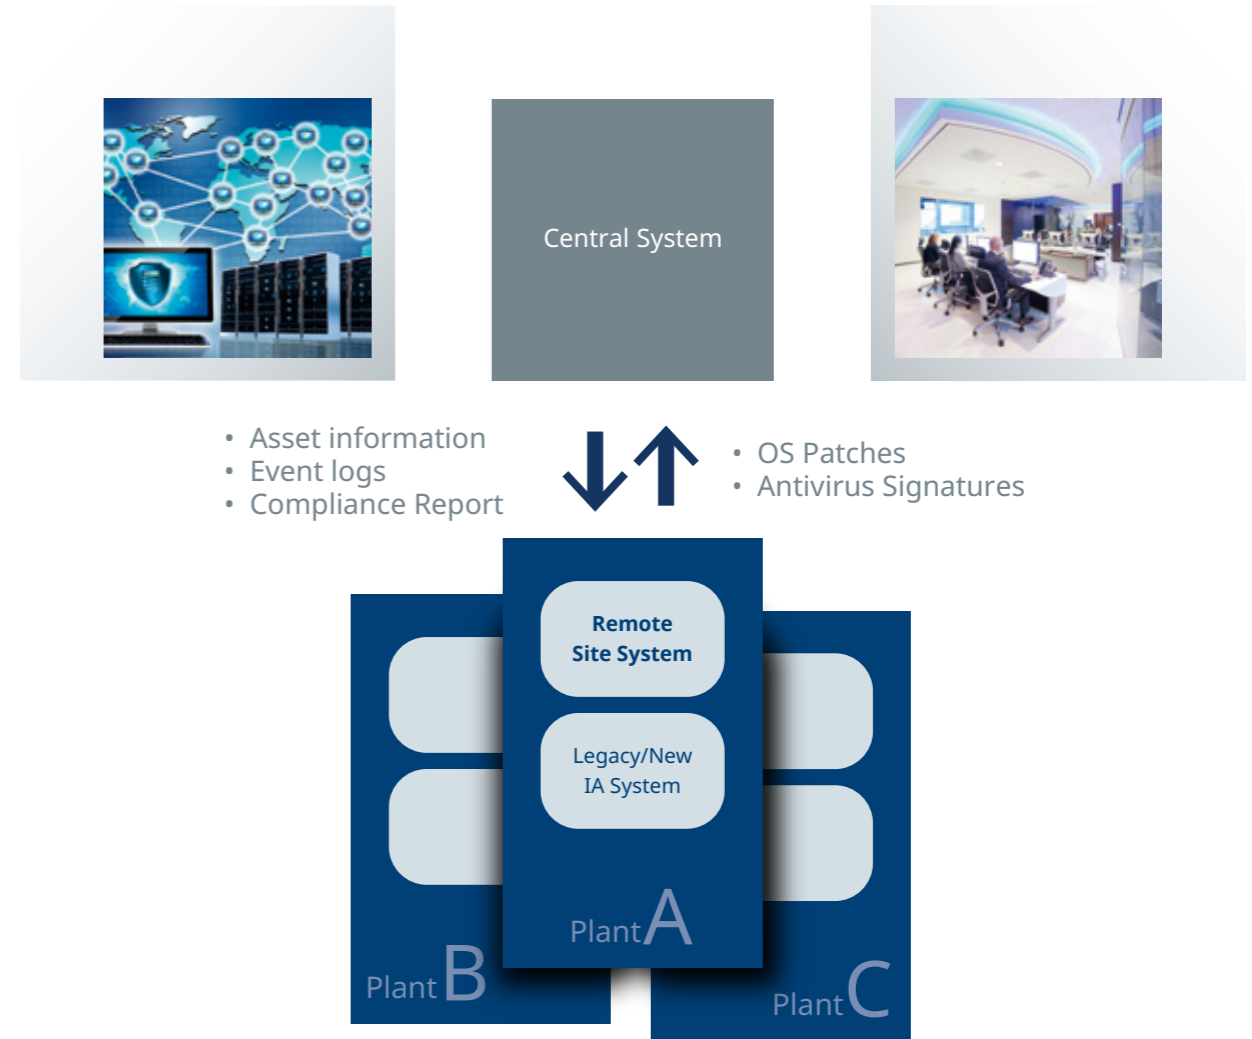 Central System
• Asset information
• Event logs
• Compliance Report
• OS Patches
• Antivirus Signatures
Remote
Site System
Legacy/New
IA System
Plant A
Plant B
Plant C